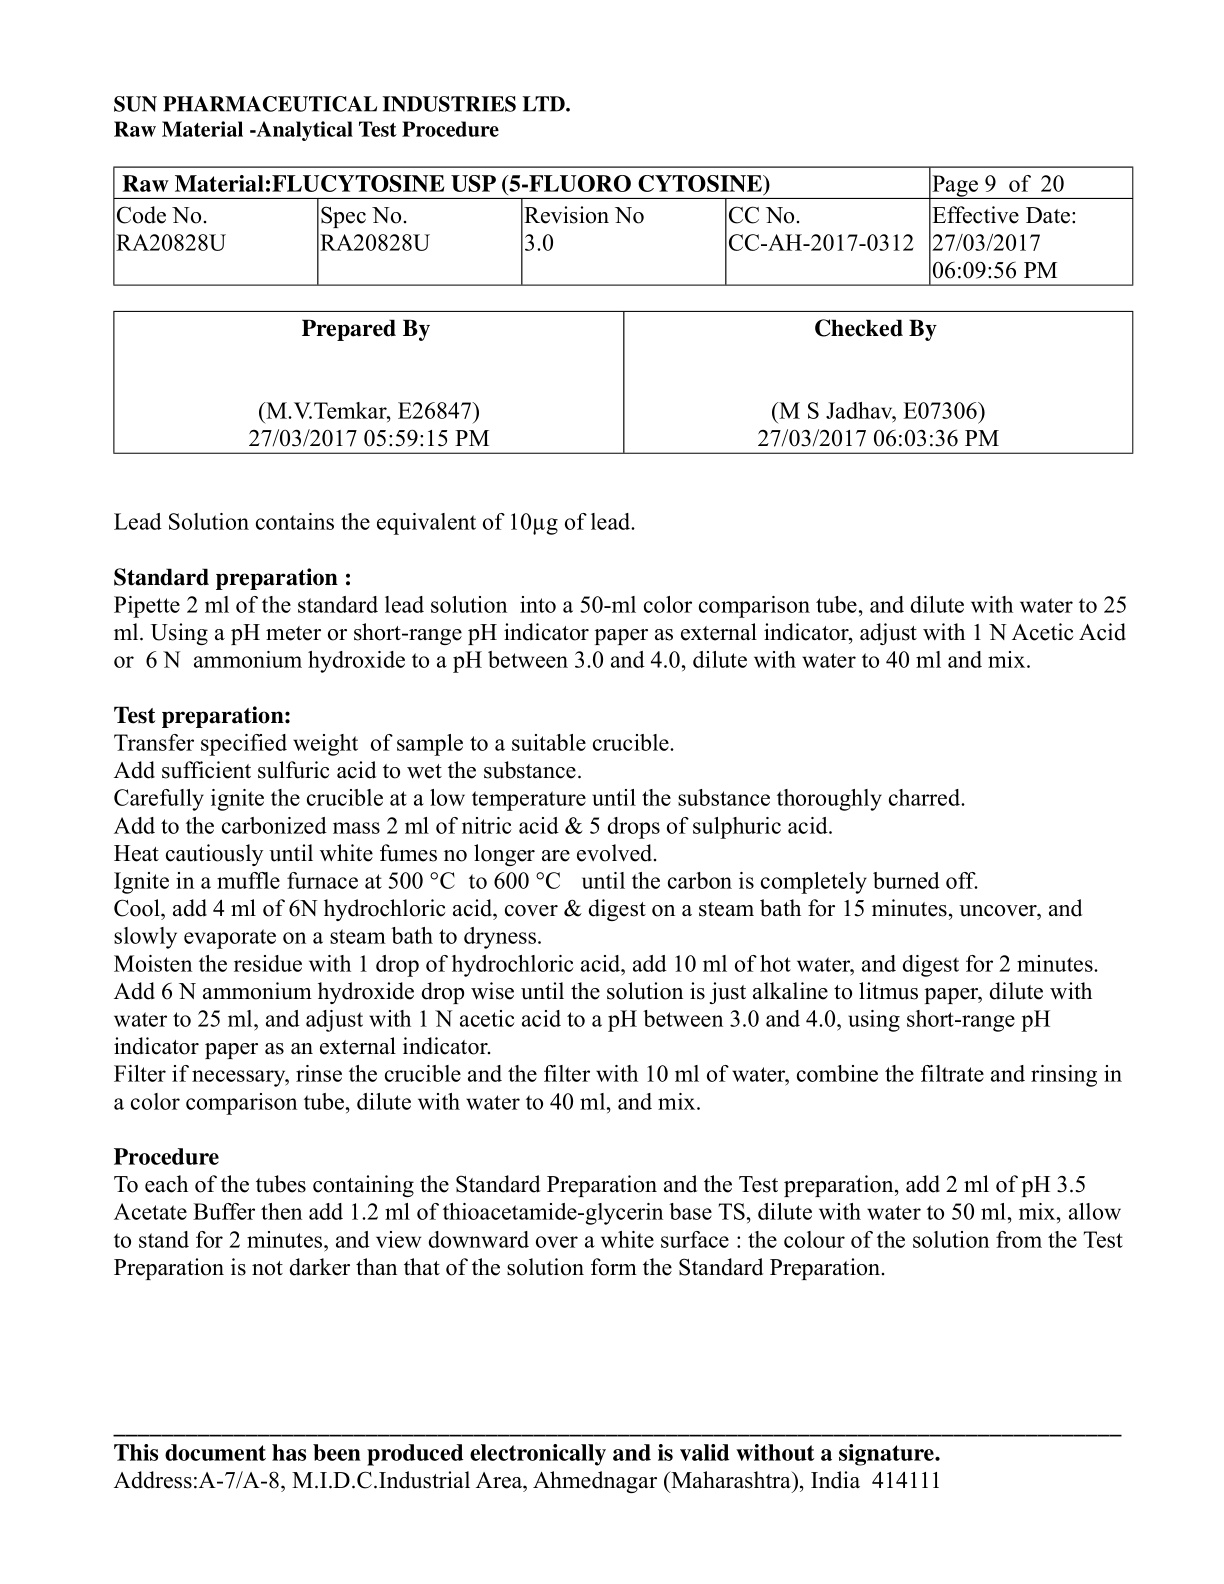 SUN PHARMACEUTICAL INDUSTRIES LTD.
Raw Material -Analytical Test Procedure
Raw Material:FLUCYTOSINE USP (5-FLUORO CYTOSINE)
Page 9 of 20
Code No.
RA20828U
Spec No.
RA20828U
Revision No
3.0
CC No.
CC-AH-2017-0312
Effective Date:
27/03/2017
06:09:56 PM
Prepared By
(M.V.Temkar, E26847)
27/03/2017 05:59:15 PM
Checked By
(M S Jadhav, E07306)
27/03/2017 06:03:36 PM
Lead Solution contains the equivalent of 10µg of lead.
Standard preparation :
Pipette 2 ml of the standard lead solution into a 50-ml color comparison tube, and dilute with water to 25
ml. Using a pH meter or short-range pH indicator paper as external indicator, adjust with 1 N Acetic Acid
or 6 N ammonium hydroxide to a pH between 3.0 and 4.0, dilute with water to 40 ml and mix.
Test preparation:
Transfer specified weight of sample to a suitable crucible.
Add sufficient sulfuric acid to wet the substance.
Carefully ignite the crucible at a low temperature until the substance thoroughly charred.
Add to the carbonized mass 2 ml of nitric acid & 5 drops of sulphuric acid.
Heat cautiously until white fumes no longer are evolved.
Ignite in a muffle furnace at 500 °C to 600 °C until the carbon is completely burned off.
Cool, add 4 ml of 6N hydrochloric acid, cover & digest on a steam bath for 15 minutes, uncover, and
slowly evaporate on a steam bath to dryness.
Moisten the residue with 1 drop of hydrochloric acid, add 10 ml of hot water, and digest for 2 minutes.
Add 6 N ammonium hydroxide drop wise until the solution is just alkaline to litmus paper, dilute with
water to 25 ml, and adjust with 1 N acetic acid to a pH between 3.0 and 4.0, using short-range pH
indicator paper as an external indicator.
Filter if necessary, rinse the crucible and the filter with 10 ml of water, combine the filtrate and rinsing in
a color comparison tube, dilute with water to 40 ml, and mix.
Procedure
To each of the tubes containing the Standard Preparation and the Test preparation, add 2 ml of pH 3.5
Acetate Buffer then add 1.2 ml of thioacetamide-glycerin base TS, dilute with water to 50 ml, mix, allow
to stand for 2 minutes, and view downward over a white surface : the colour of the solution from the Test
Preparation is not darker than that of the solution form the Standard Preparation.
This document has been produced electronically and is valid without a signature.
Address:A-7/A-8, M.I.D.C.Industrial Area, Ahmednagar (Maharashtra), India 414111